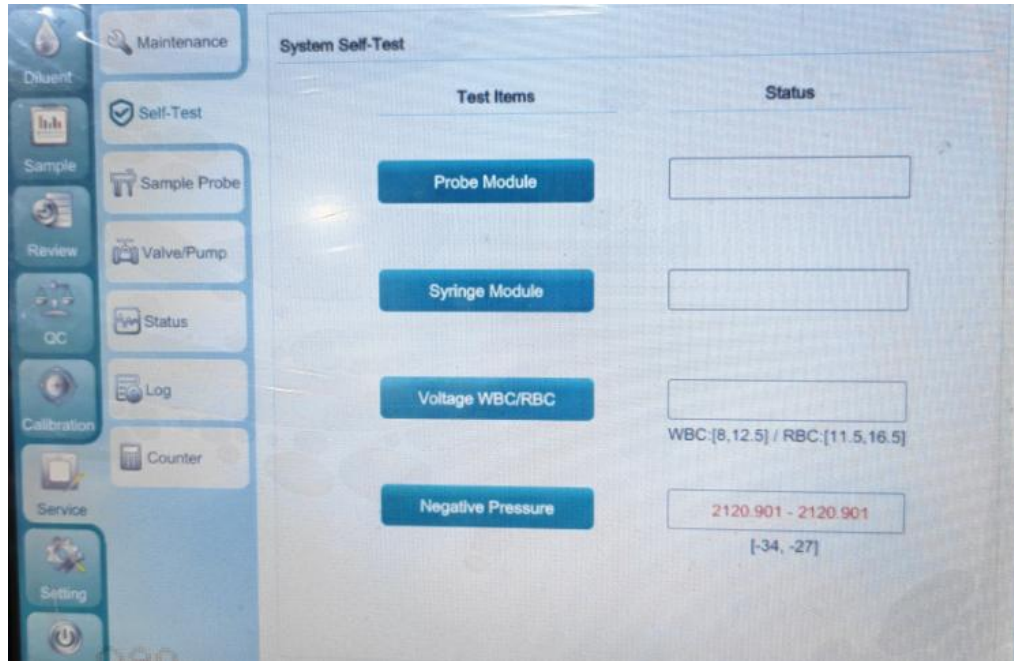 Diluent
Sample
Review
QC
Calibration
Service
Setting
Maintenance
Self-Test
Sample Probe
Valve/Pump
Status
Log
Counter
System Self-Test
Test Items Status
Probe Module
Syringe Module
Voltage WBC/RBC
WBC:[8,12.5] / RBC:[11.5,16.5]
Negative Pressure 2120.901 - 2120.901
[-34, -27]